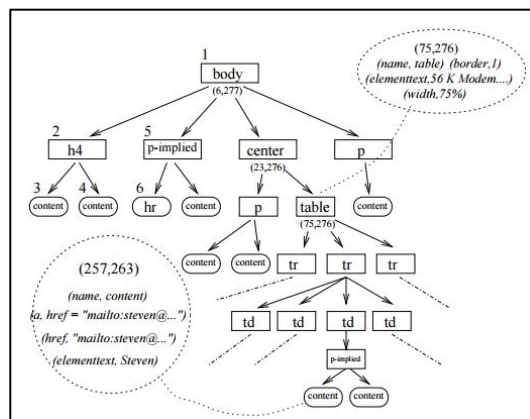 1
body
(6,277)
(75,276)
(name, table) (border,1)
(elementtext,56 K Modem....)
(width,75%)
2
h4
5
p-implied
center
(23,276)
p
3
content
4
content
6
hr
content
p
table
(75,276)
content
content
content
tr
tr
tr
(257,263)
(name, content)
(a, href = "mailto:steven@...")
(href, "mailto:steven@...")
(elementtext, Steven)
td
td
td
td
p-implied
content
content